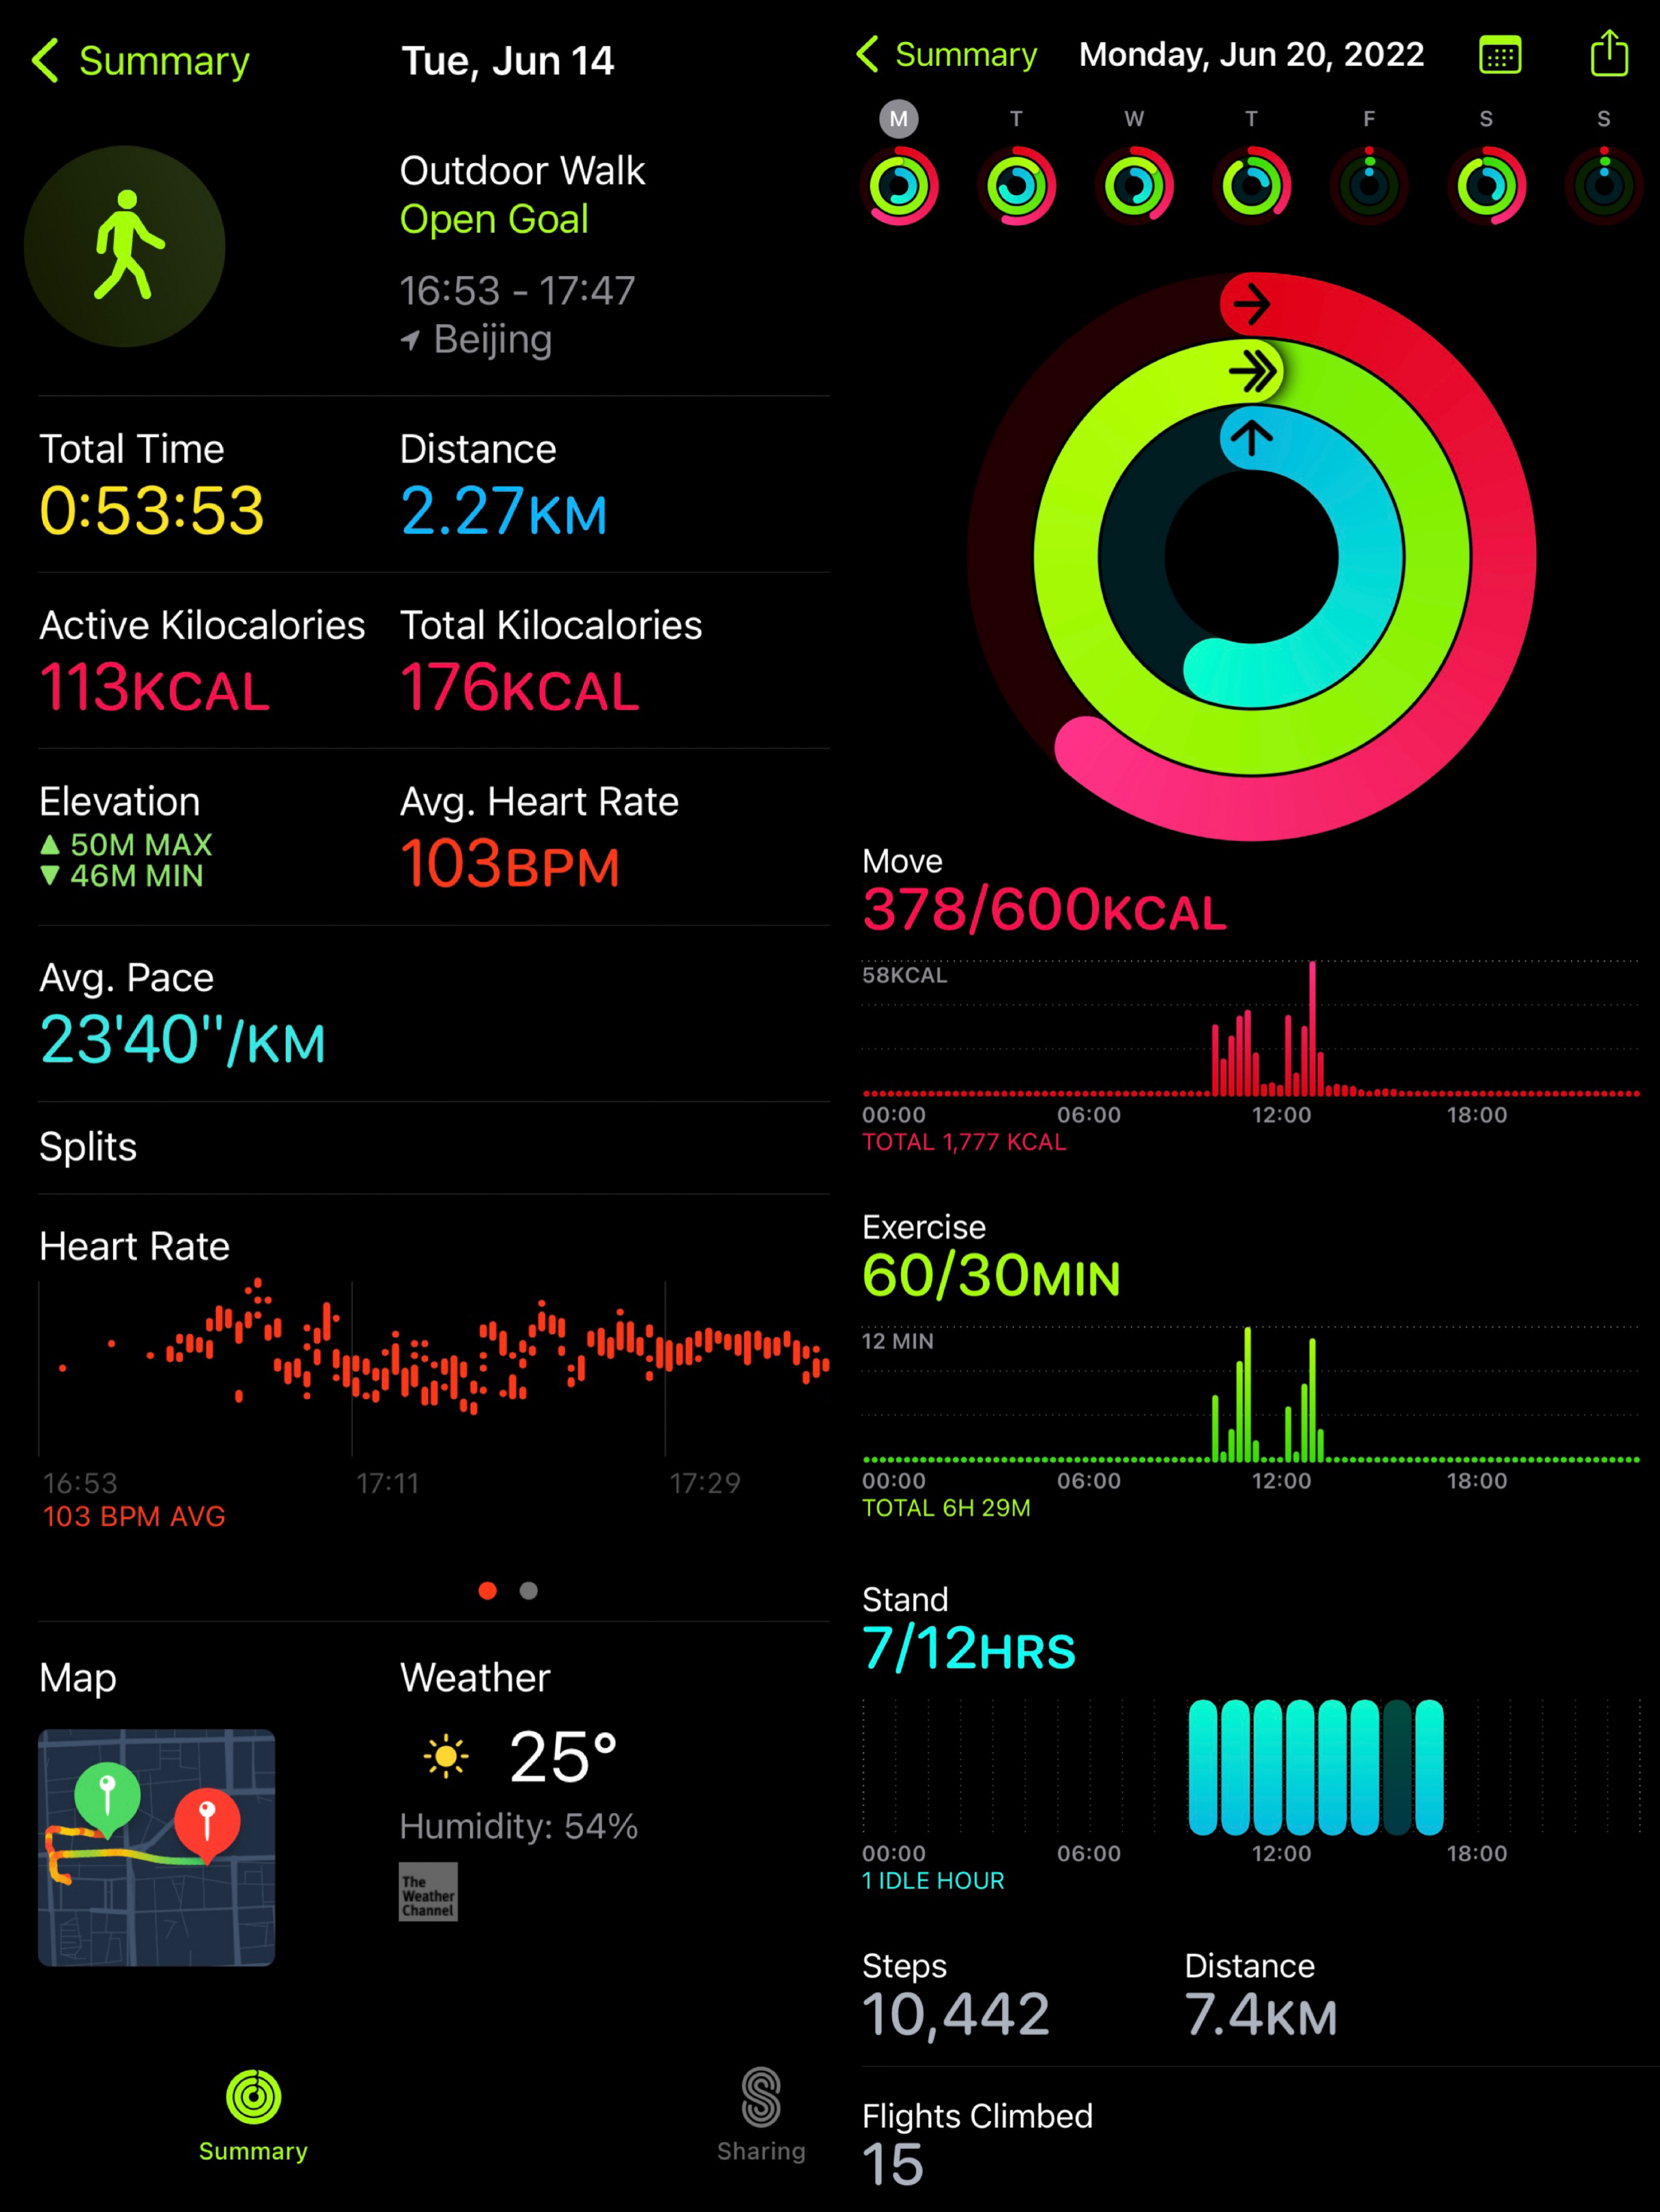 Summary
Tue, Jun 14
Outdoor Walk
Open Goal
16:53 - 17:47
Beijing
Total Time
Distance
0:53:53
2.27KM
Active Kilocalories
Total Kilocalories
113KCAL
176KCAL
Elevation
Avg. Heart Rate
50M MAX
46M MIN
103BPM
Avg. Pace
23'40''/KM
Splits
Heart Rate
16:53 17:11 17:29
103 BPM AVG
Map
Weather
25°
Humidity: 54%
The
Weather
Channel
Summary
Sharing
Summary
Monday, Jun 20, 2022
M T W T F S S
Move
378/600KCAL
58KCAL
00:00 06:00 12:00 18:00
TOTAL 1,777 KCAL
Exercise
60/30MIN
12 MIN
00:00 06:00 12:00 18:00
TOTAL 6H 29M
Stand
7/12HRS
00:00 06:00 12:00 18:00
1 IDLE HOUR
Steps
Distance
10,442
7.4KM
Flights Climbed
15